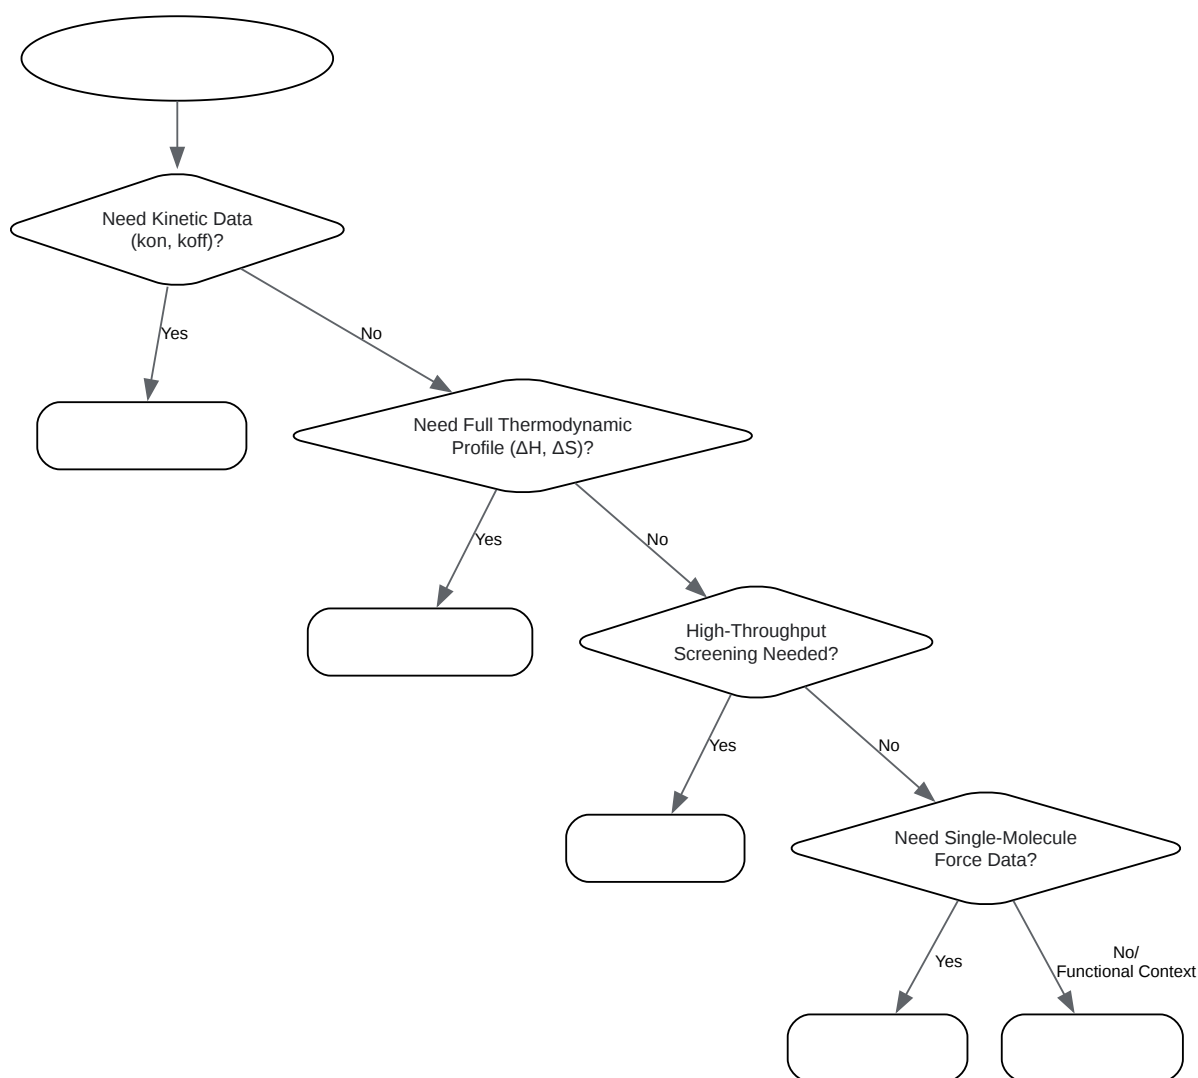 Need Kinetic Data
(kon, koff)?
Yes
No
Need Full Thermodynamic
Profile (ΔH, ΔS)?
Yes
No
High-Throughput
Screening Needed?
Yes
No
Need Single-Molecule
Force Data?
Yes
No/
Functional Context